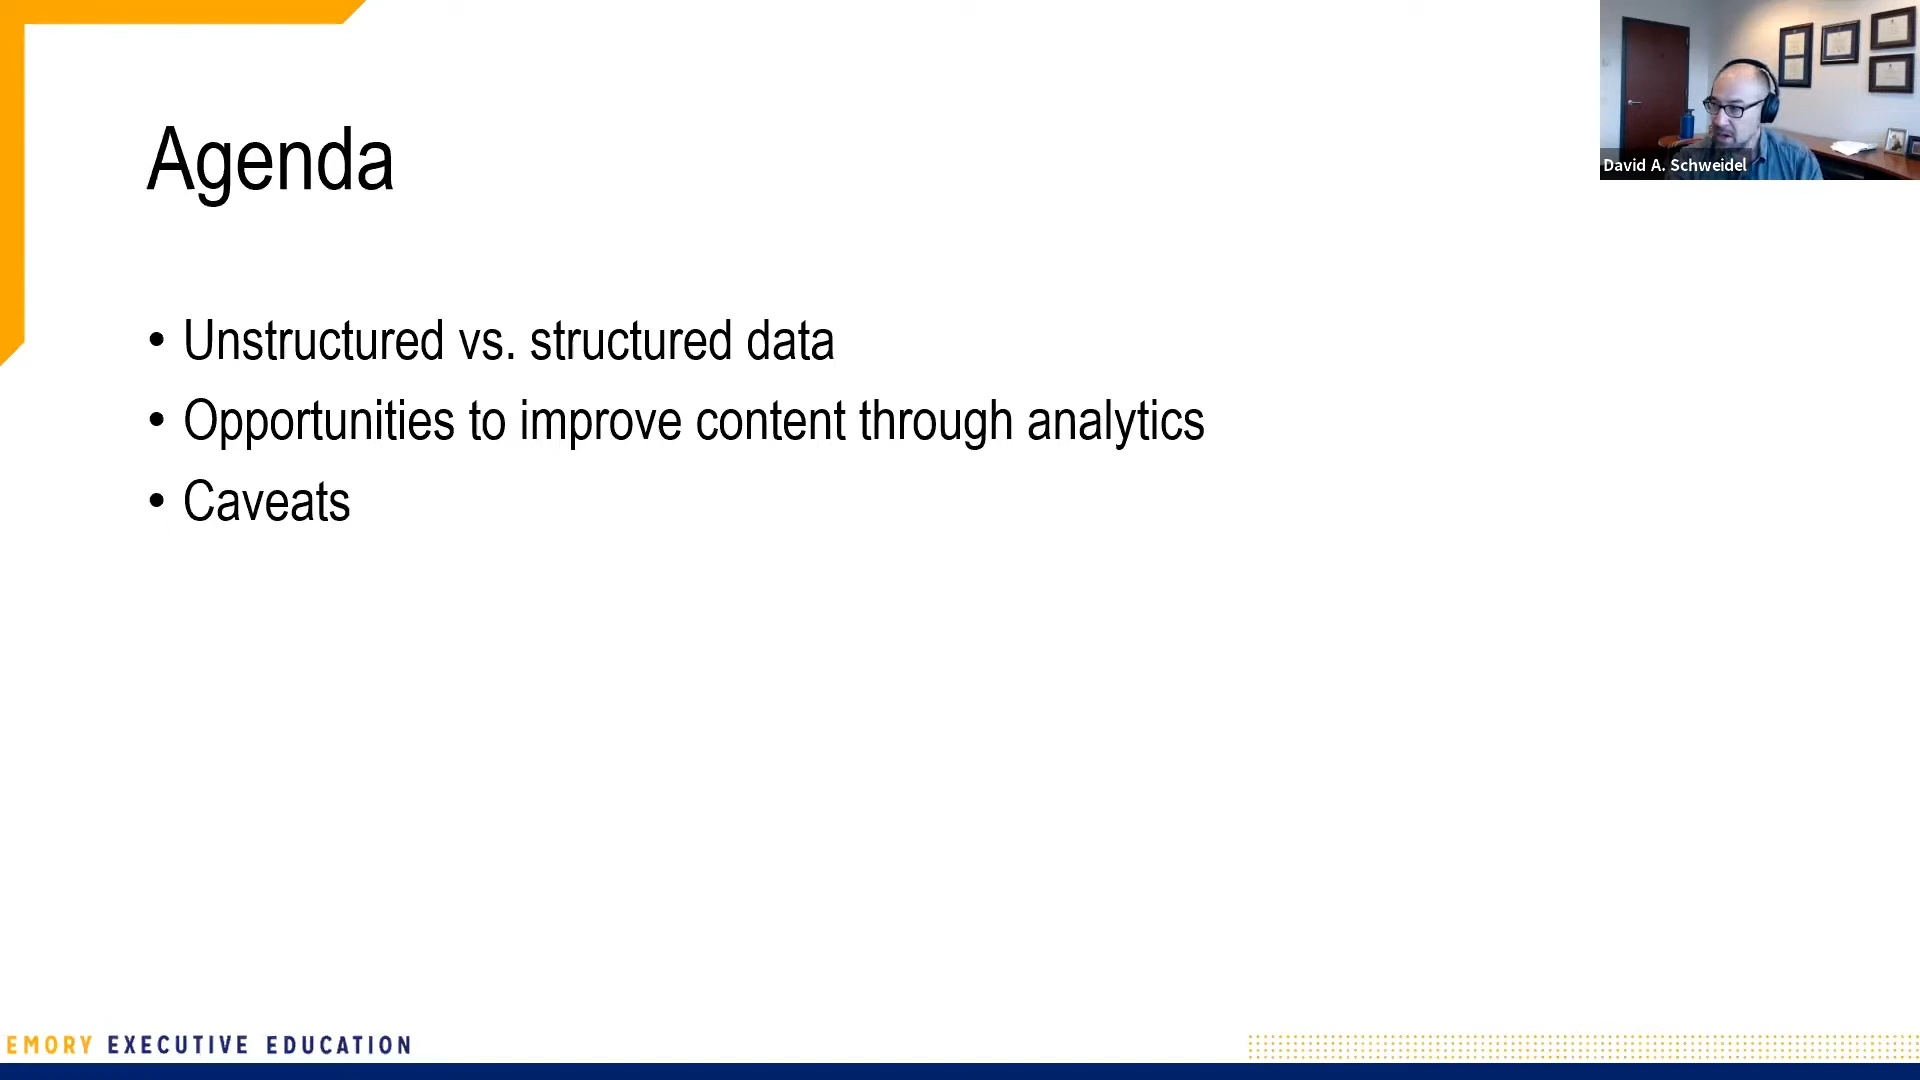 Agenda
• Unstructured vs. structured data
• Opportunities to improve content through analytics
• Caveats
David A. Schweidel
EMORY EXECUTIVE EDUCATION